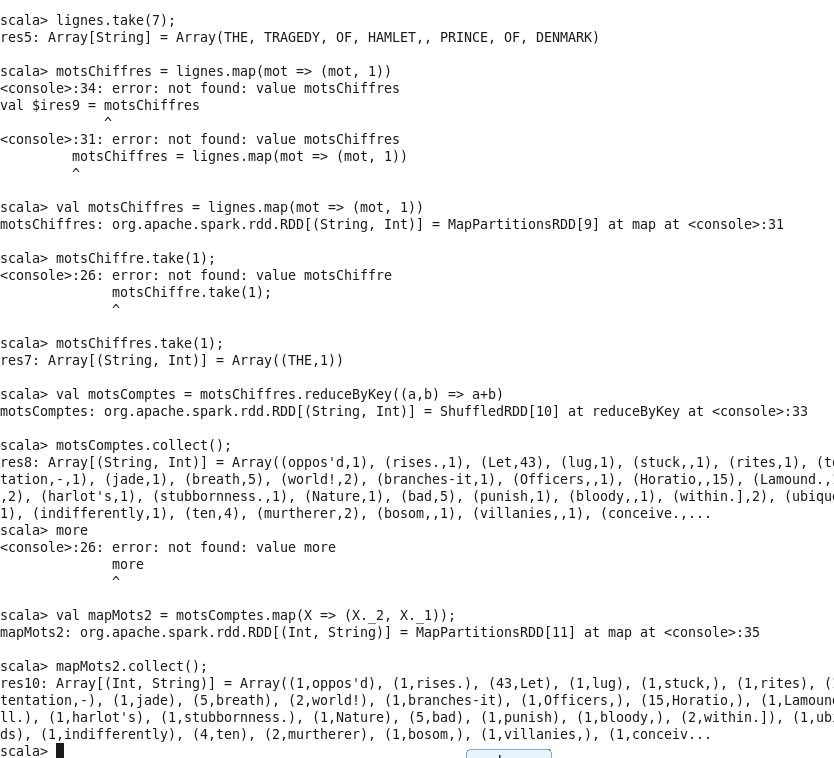 scala> lignes.take(7);
res5: Array[String] = Array(THE, TRAGEDY, OF, HAMLET,, PRINCE, OF, DENMARK)
scala> motsChiffres = lignes.map(mot => (mot, 1))
<console>:34: error: not found: value motsChiffres
val $ires9 = motsChiffres
^
<console>:31: error: not found: value motsChiffres
motsChiffres = lignes.map(mot => (mot, 1))
^
scala> val motsChiffres = lignes.map(mot => (mot, 1))
motsChiffres: org.apache.spark.rdd.RDD[(String, Int)] = MapPartitionsRDD[9] at map at <console>:31
scala> motsChiffre.take(1);
<console>:26: error: not found: value motsChiffre
motsChiffre.take(1);
^
scala> motsChiffres.take(1);
res7: Array[(String, Int)] = Array((THE,1))
scala> val motsComptes = motsChiffres.reduceByKey((a,b) => a+b)
motsComptes: org.apache.spark.rdd.RDD[(String, Int)] = ShuffledRDD[10] at reduceByKey at <console>:33
scala> motsComptes.collect();
res8: Array[(String, Int)] = Array((oppos'd,1), (rises.,1), (Let,43), (lug,1), (stuck,,1), (rites,1), (te
tation,-,1), (jade,1), (breath,5), (world!,2), (branches-it,1), (Officers,,1), (Horatio,,15), (Lamound.,1
,2), (harlot's,1), (stubbornness.,1), (Nature,1), (bad,5), (punish,1), (bloody,,1), (within.],2), (ubique
1), (indifferently,1), (ten,4), (murtherer,2), (bosom,,1), (villanies,,1), (conceive.,...
scala> more
<console>:26: error: not found: value more
more
^
scala> val mapMots2 = motsComptes.map(X => (X._2, X._1));
mapMots2: org.apache.spark.rdd.RDD[(Int, String)] = MapPartitionsRDD[11] at map at <console>:35
scala> mapMots2.collect();
res10: Array[(Int, String)] = Array((1,oppos'd), (1,rises.), (43,Let), (1,lug), (1,stuck,), (1,rites), (1
tentation,-), (1,jade), (5,breath), (2,world!), (1,branches-it), (1,Officers,), (15,Horatio,), (1,Lamoun
ll.), (1,harlot's), (1,stubbornness.), (1,Nature), (5,bad), (1,punish), (1,bloody,), (2,within.]), (1,ubi
ds), (1,indifferently), (4,ten), (2,murtherer), (1,bosom,), (1,villanies,), (1,conceiv...
scala>